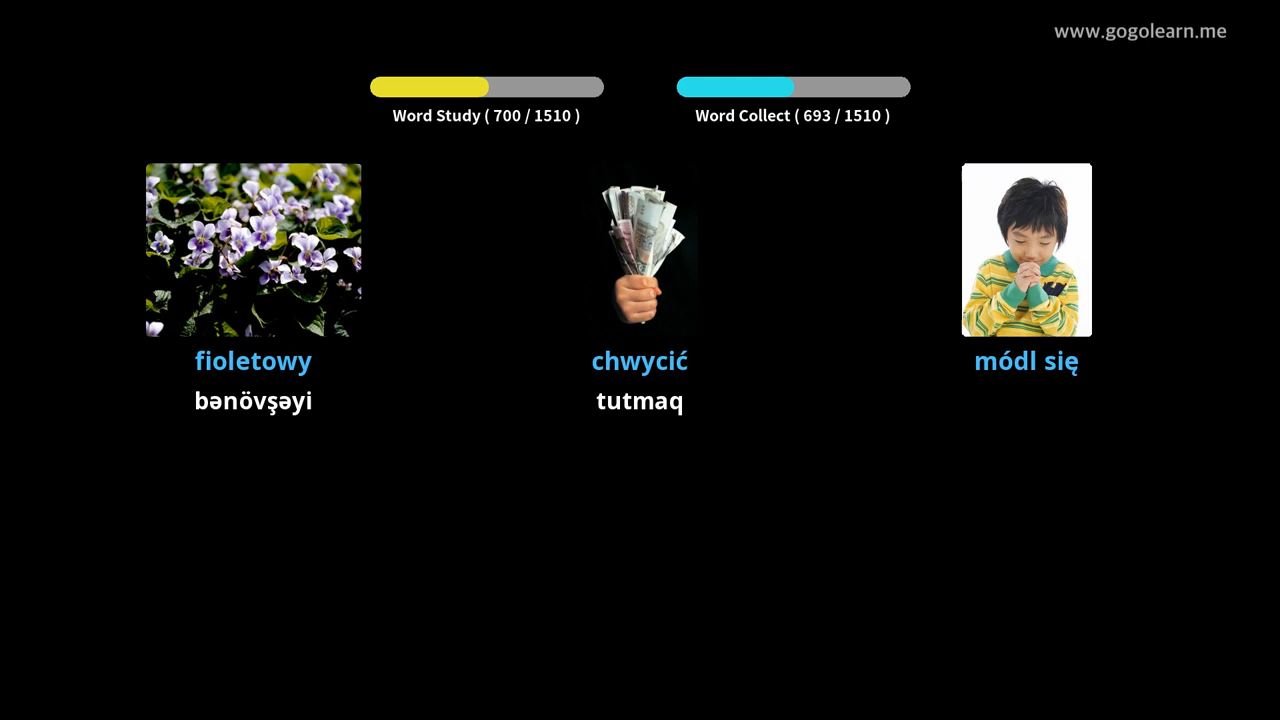 www.gogolearn.me
Word Study ( 700 / 1510 )
Word Collect ( 693 / 1510 )
fioletowy
chwycić
módl się
bənövşəyi
tutmaq